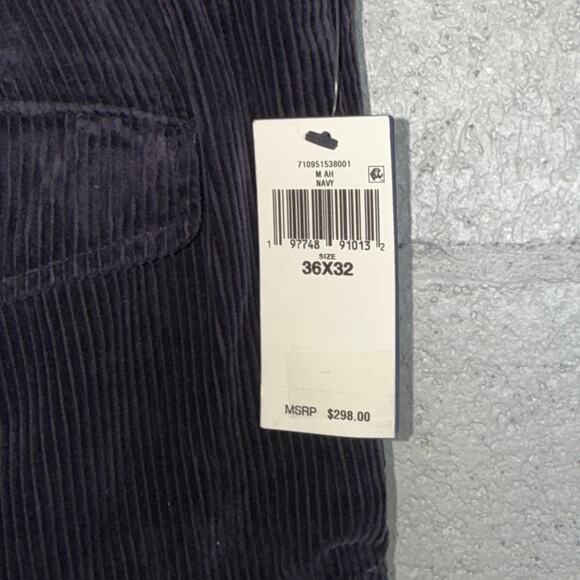 710951538001
M AH
NAVY
1 97748 91013 2
SIZE
36X32
MSRP $298.00